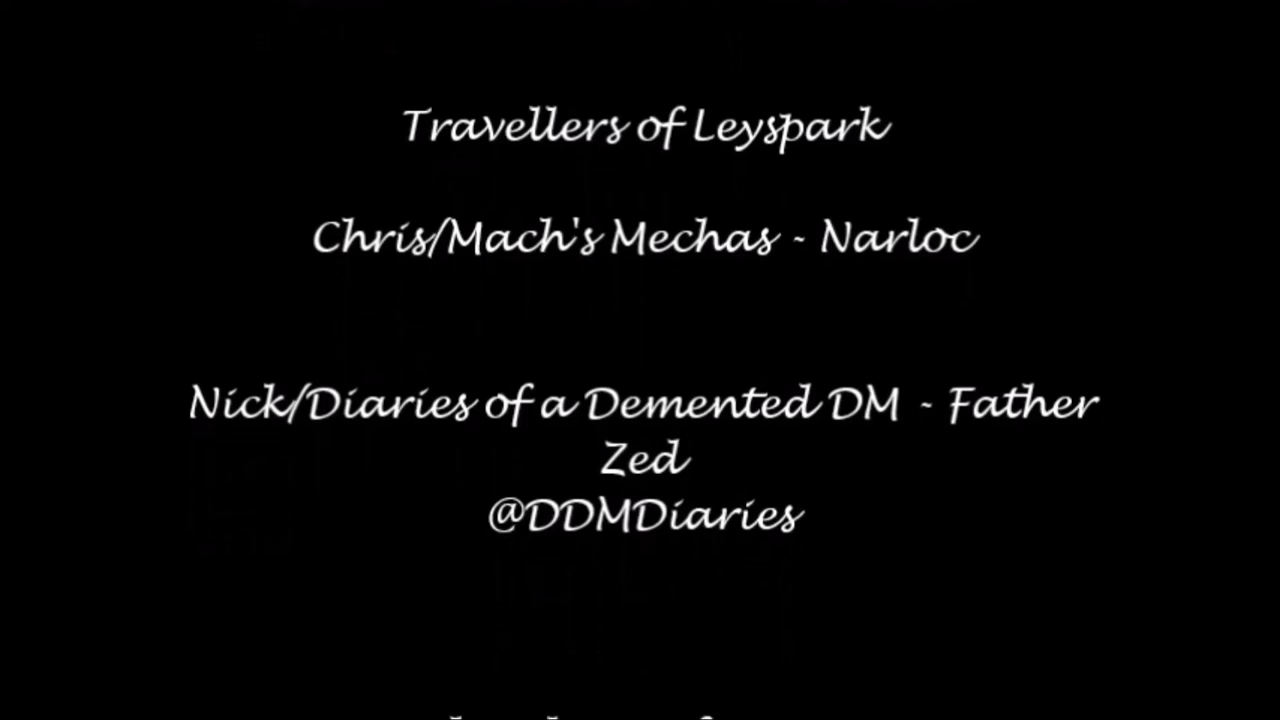 Travellers of Leyspark
Chris/Mach's Mechas - Narloc
Nick/Diaries of a Demented DM - Father
Zed
@DDMDiaries